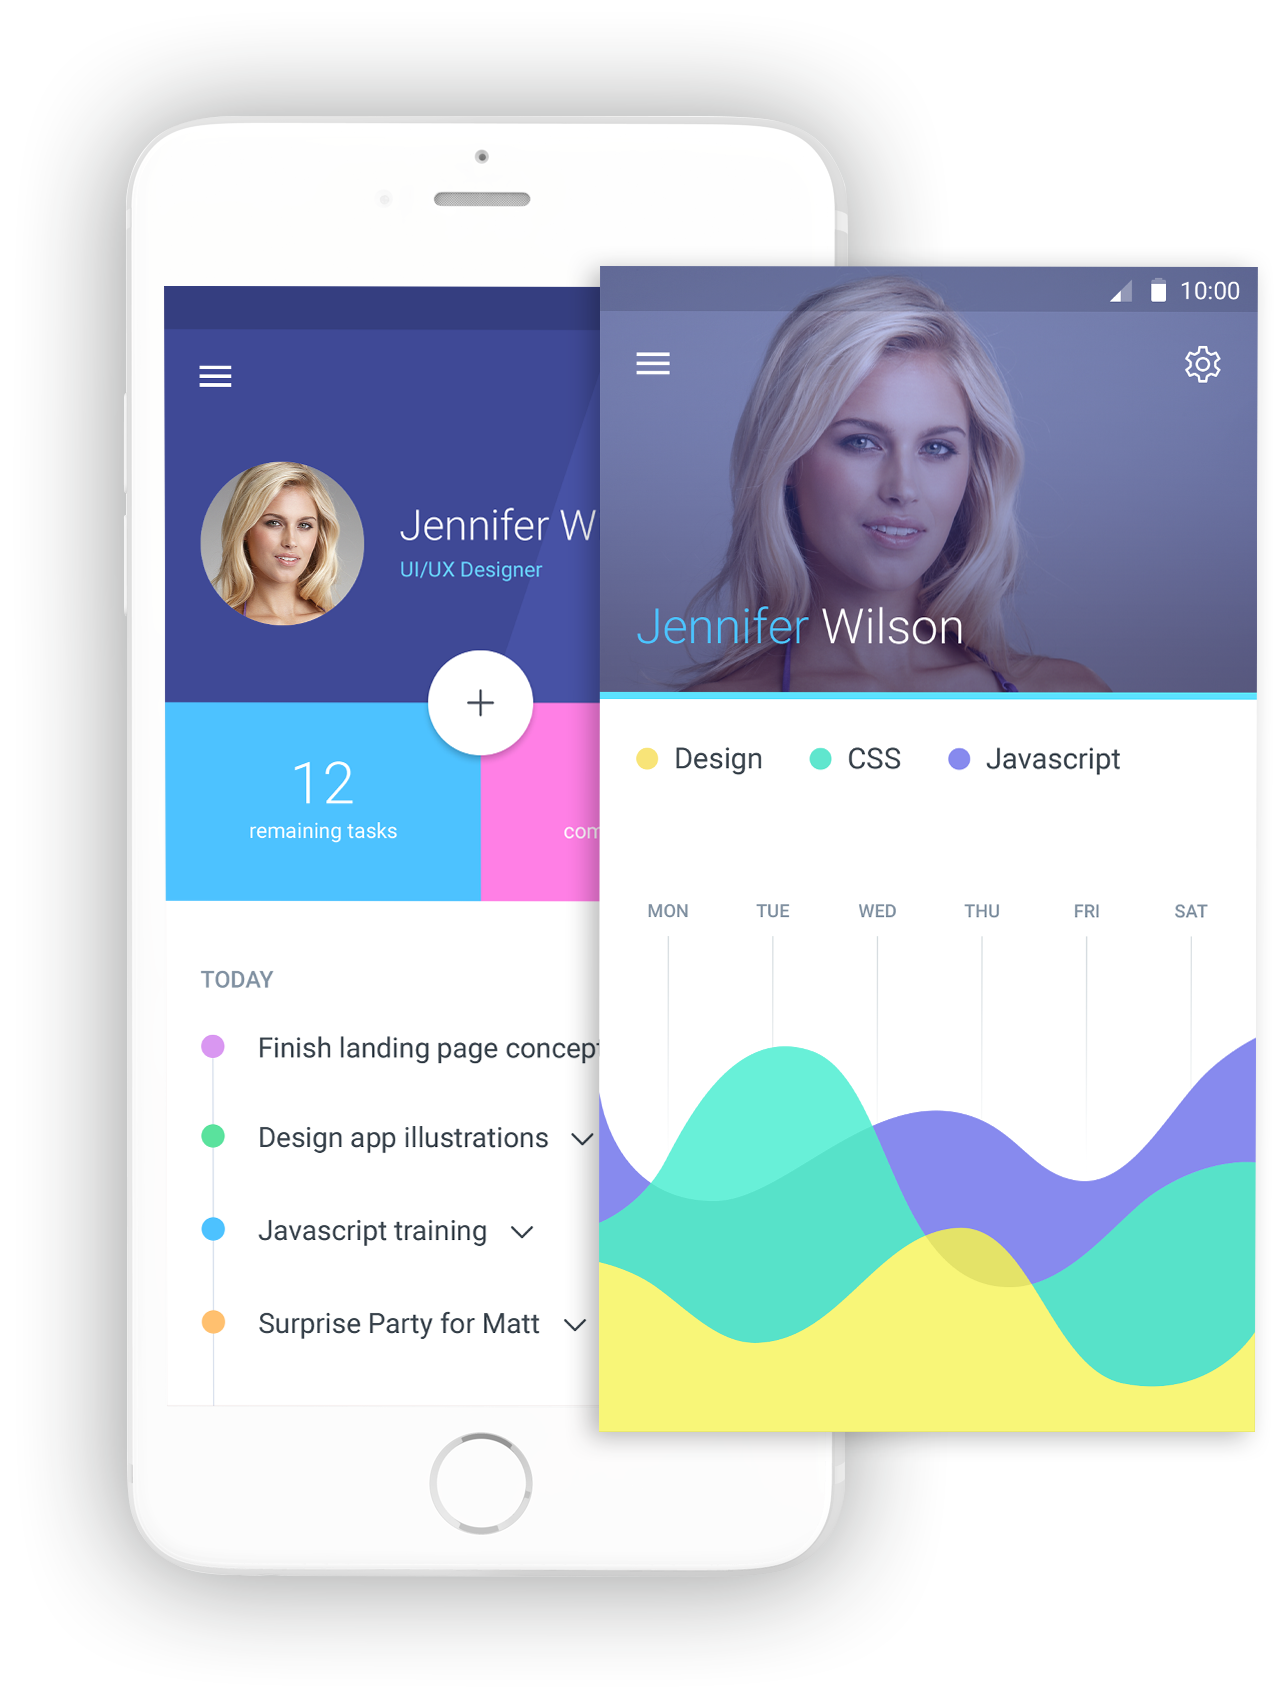 Jennifer W
UI/UX Designer
12
remaining tasks
com
TODAY
Finish landing page concept
Design app illustrations
Javascript training
Surprise Party for Matt
10:00
Jennifer Wilson
Design CSS Javascript
MON TUE WED THU FRI SAT